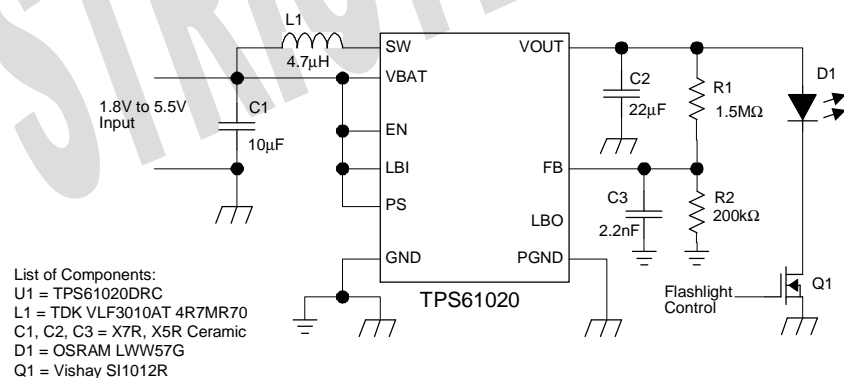 L1
4.7µH
SW
VOUT
VBAT
C2
22µF
R1
1.5MΩ
D1
1.8V to 5.5V
Input
C1
10µF
EN
LBI
FB
PS
C3
2.2nF
LBO
R2
200kΩ
GND
PGND
TPS61020
Flashlight
Control
Q1
List of Components:
U1 = TPS61020DRC
L1 = TDK VLF3010AT 4R7MR70
C1, C2, C3 = X7R, X5R Ceramic
D1 = OSRAM LWW57G
Q1 = Vishay SI1012R